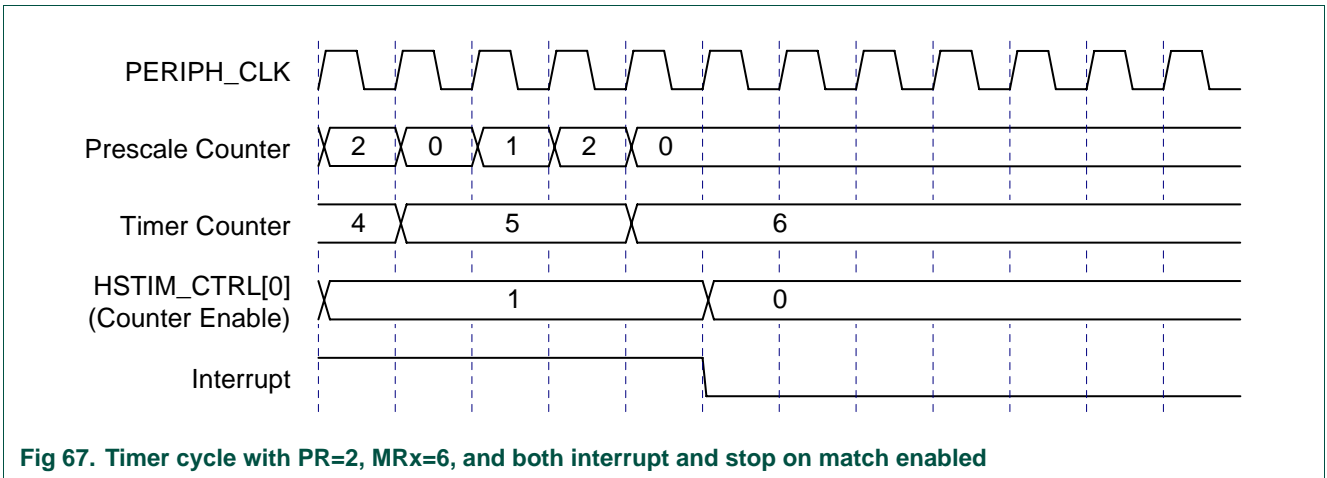 PERIPH_CLK
Prescale Counter 2 0 1 2 0
Timer Counter 4 5 6
HSTIM_CTRL[0]
(Counter Enable) 1 0
Interrupt
Fig 67. Timer cycle with PR=2, MRx=6, and both interrupt and stop on match enabled